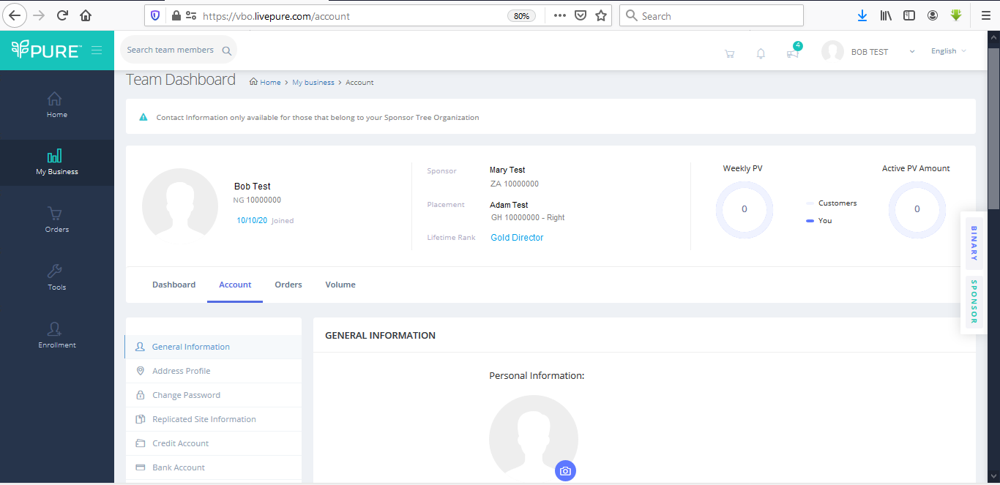 https://vbo.livepure.com/account
80%
Search
PURE™
Search team members
4
BOB TEST
English
Team Dashboard
Home > My business > Account
Home
My Business
Orders
Tools
Enrollment
Contact Information only available for those that belong to your Sponsor Tree Organization
Bob Test
NG 10000000
10/10/20 Joined
Sponsor
Mary Test
ZA 10000000
Placement
Adam Test
GH 10000000 - Right
Lifetime Rank
Gold Director
Weekly PV
0
Customers
You
Active PV Amount
0
BINARY
SPONSOR
Dashboard
Account
Orders
Volume
General Information
Address Profile
Change Password
Replicated Site Information
Credit Account
Bank Account
GENERAL INFORMATION
Personal Information: